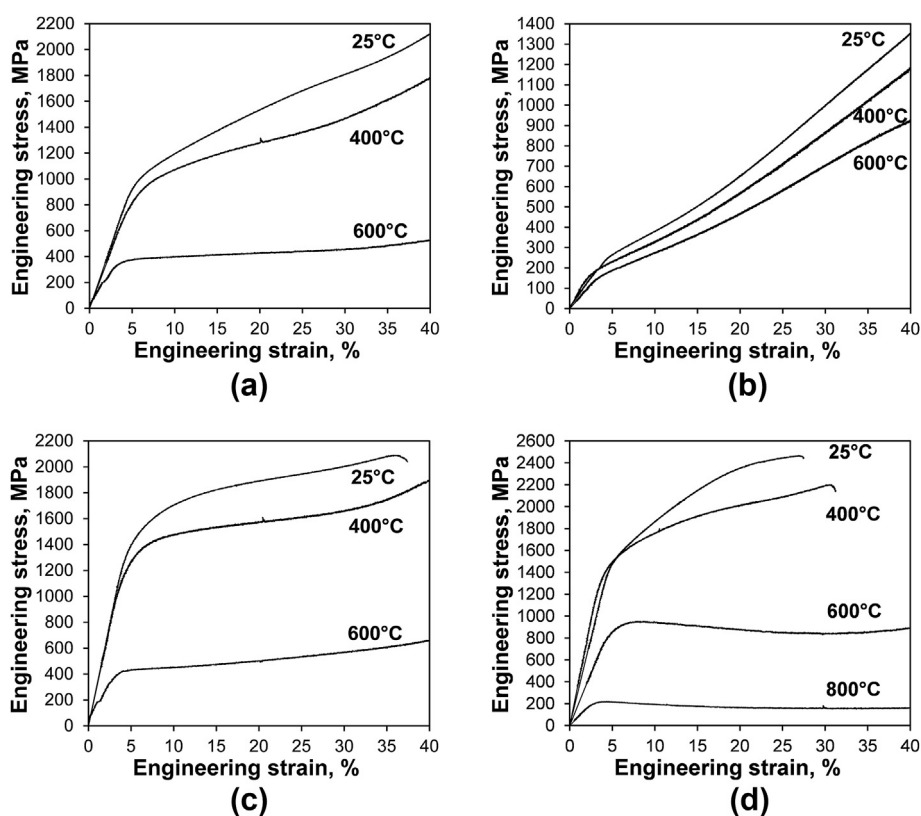 2200
2000
1800
1600
1400
1200
1000
800
600
400
200
0
Engineering stress, MPa
25°C
400°C
600°C
0 5 10 15 20 25 30 35 40
Engineering strain, %
(a)
1400
1300
1200
1100
1000
900
800
700
600
500
400
300
200
100
0
Engineering stress, MPa
25°C
400°C
600°C
0 5 10 15 20 25 30 35 40
Engineering strain, %
(b)
2200
2000
1800
1600
1400
1200
1000
800
600
400
200
0
Engineering stress, MPa
25°C
400°C
600°C
0 5 10 15 20 25 30 35 40
Engineering strain, %
(c)
2600
2400
2200
2000
1800
1600
1400
1200
1000
800
600
400
200
0
Engineering stress, MPa
25°C
400°C
600°C
800°C
0 5 10 15 20 25 30 35 40
Engineering strain, %
(d)